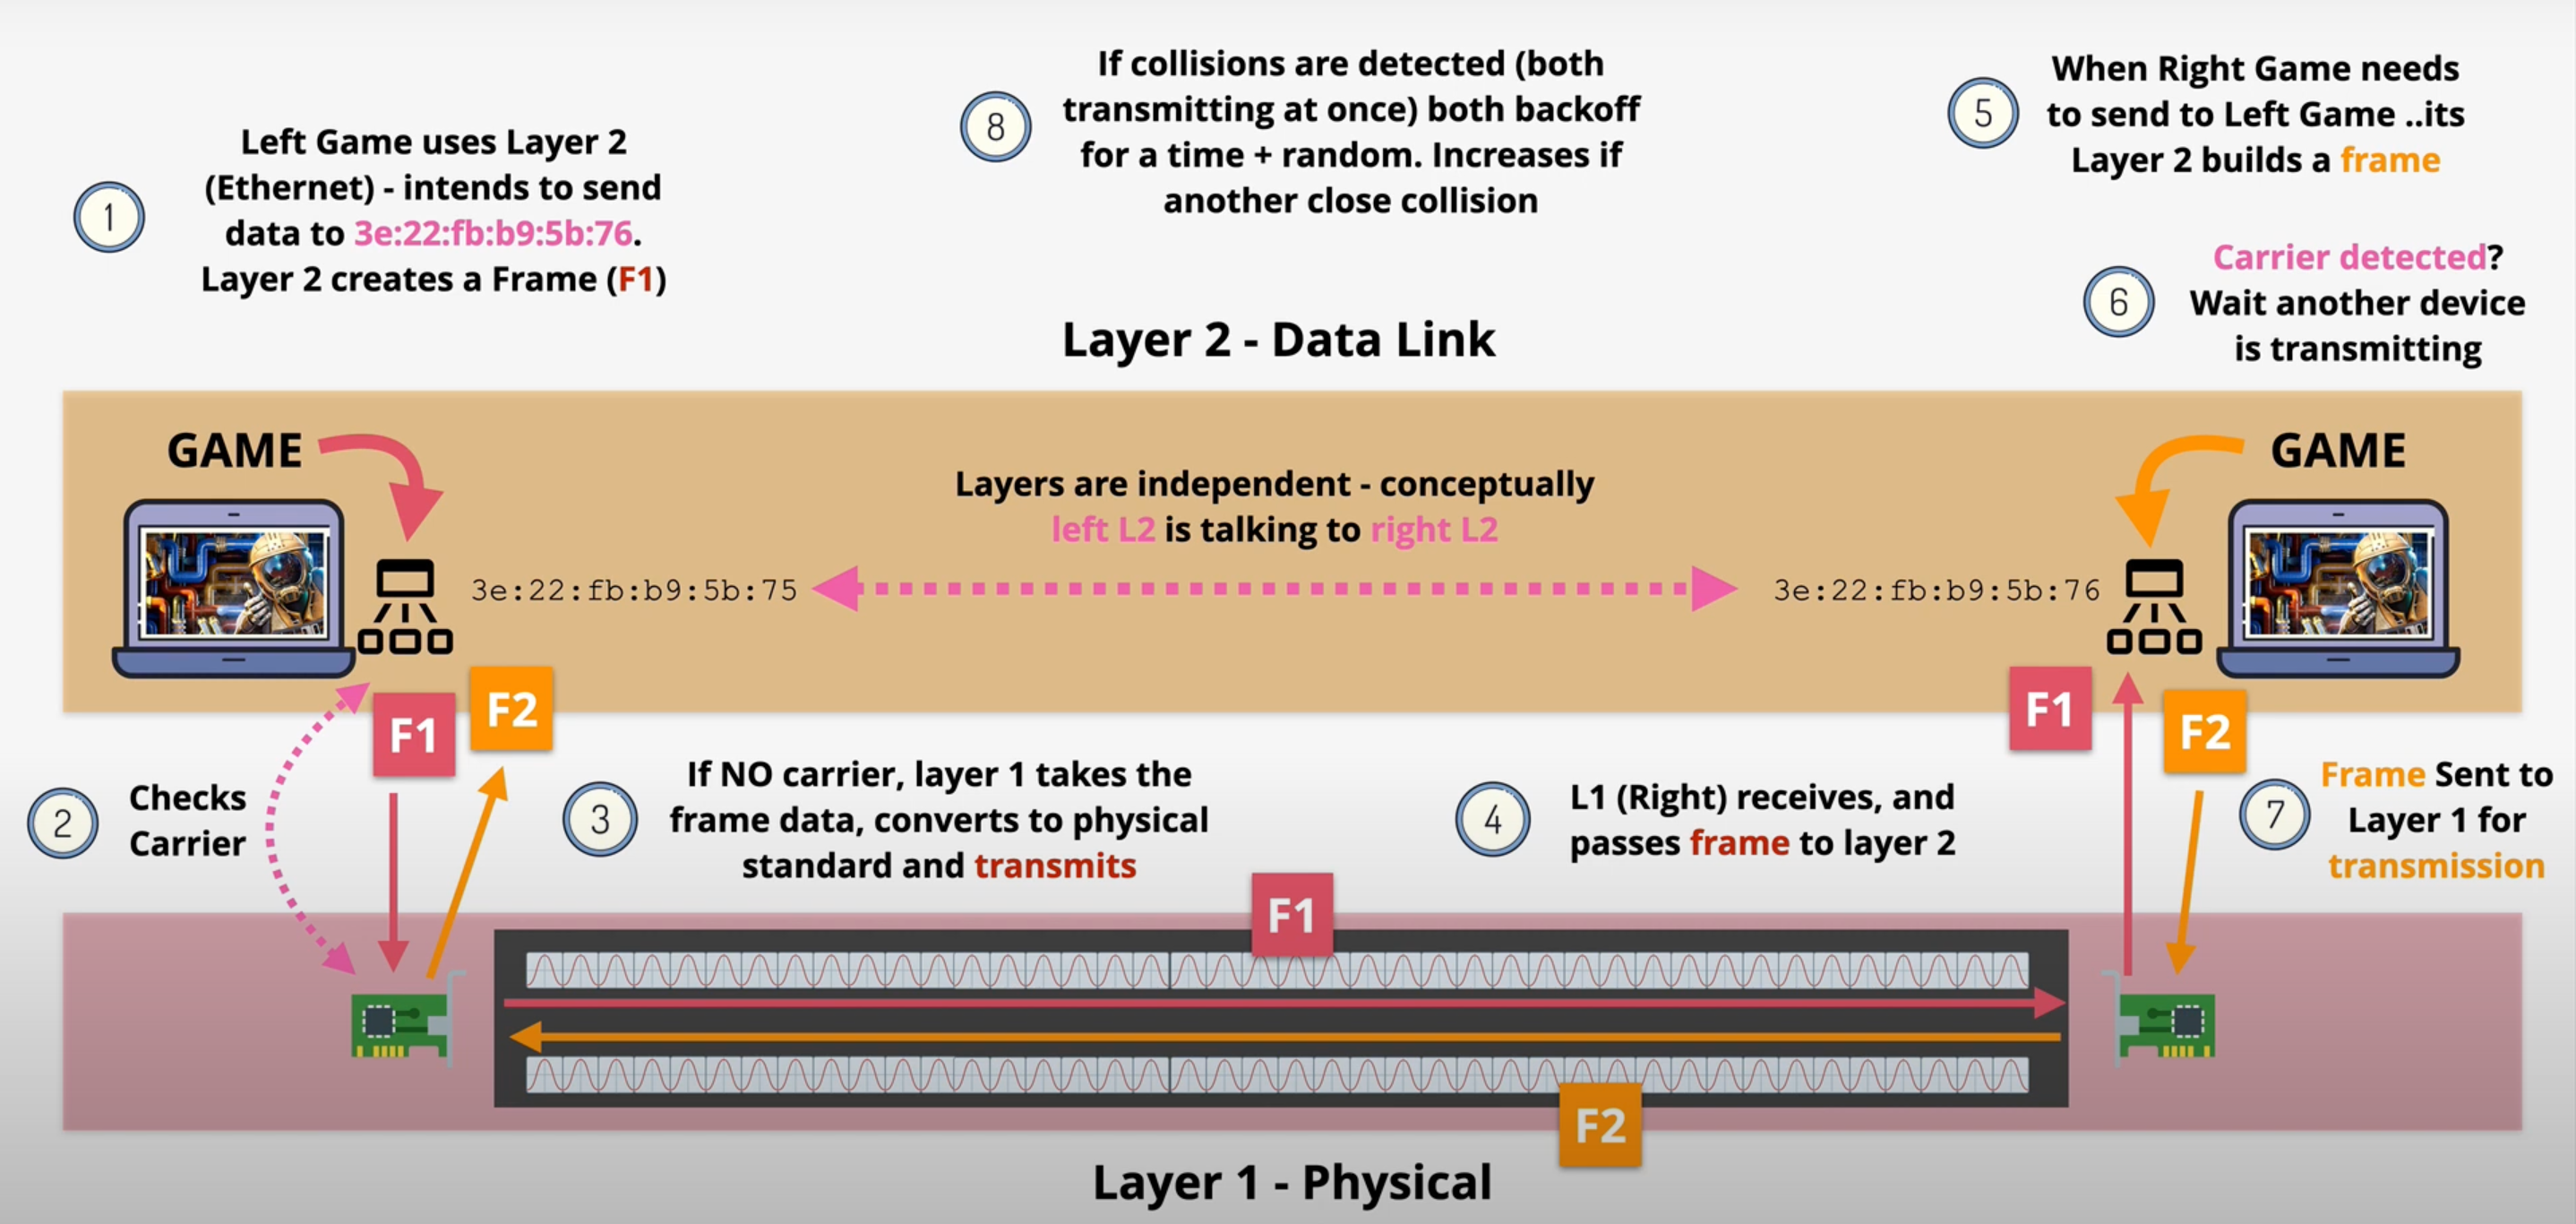 1
Left Game uses Layer 2
(Ethernet) - intends to send
data to 3e:22:fb:b9:5b:76.
Layer 2 creates a Frame (F1)
8
If collisions are detected (both
transmitting at once) both backoff
for a time + random. Increases if
another close collision
5
When Right Game needs
to send to Left Game ..its
Layer 2 builds a frame
6
Carrier detected?
Wait another device
is transmitting
Layer 2 - Data Link
GAME
GAME
Layers are independent - conceptually
left L2 is talking to right L2
3e:22:fb:b9:5b:75
3e:22:fb:b9:5b:76
F1
F2
F1
F2
2
Checks
Carrier
3
If NO carrier, layer 1 takes the
frame data, converts to physical
standard and transmits
4
L1 (Right) receives, and
passes frame to layer 2
7
Frame Sent to
Layer 1 for
transmission
F1
F2
Layer 1 - Physical